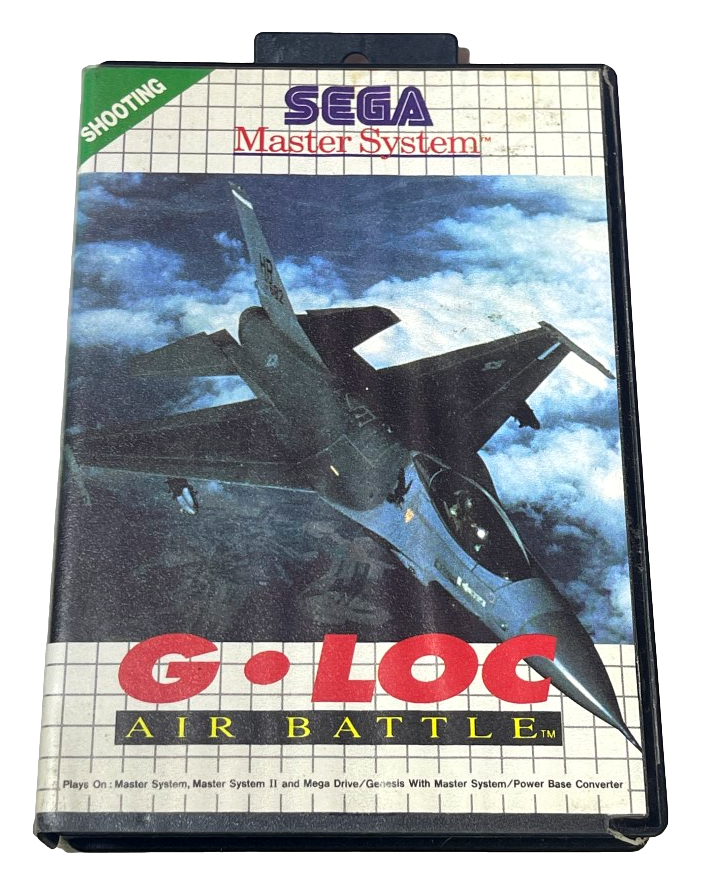 SHOOTING
SEGA
Master System™
HR
G•LOC
AIR BATTLE™
Plays On : Master System, Master System II and Mega Drive/Genesis With Master System/Power Base Converter